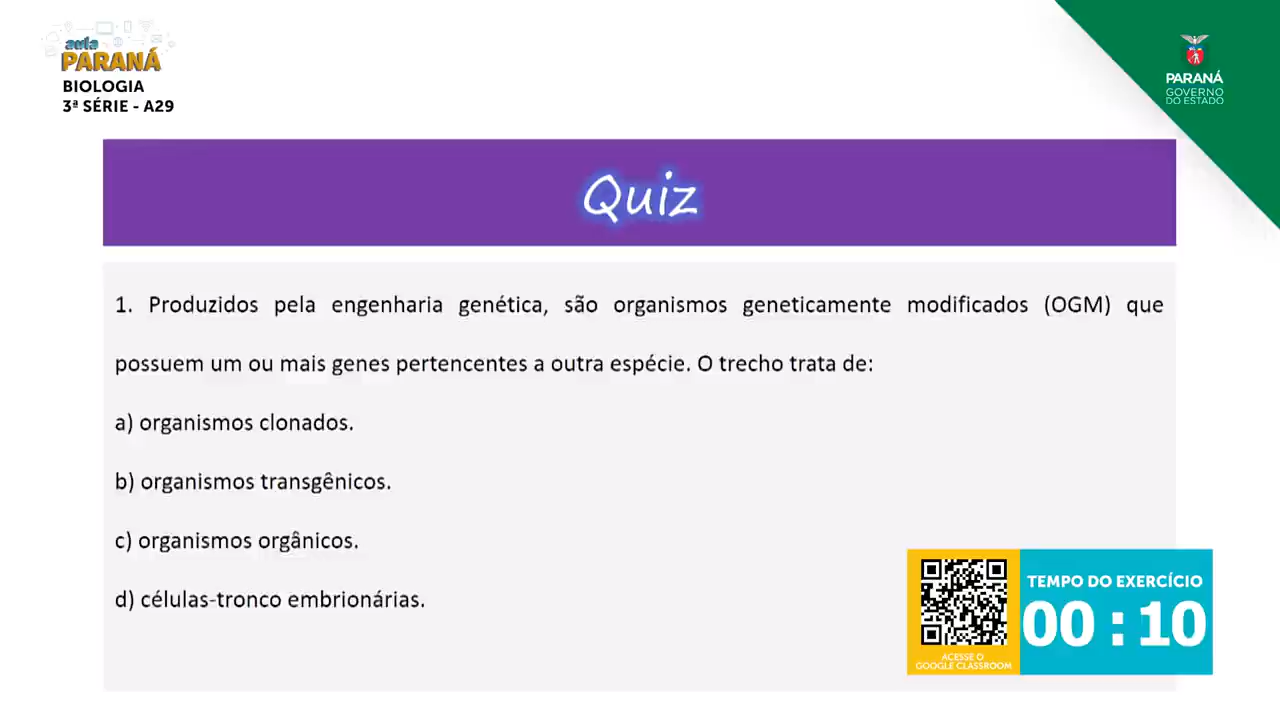 aula
PARANÁ
BIOLOGIA
3ª SÉRIE - A29
PARANÁ
GOVERNO
DO ESTADO
Quiz
1. Produzidos pela engenharia genética, são organismos geneticamente modificados (OGM) que
possuem um ou mais genes pertencentes a outra espécie. O trecho trata de:
a) organismos clonados.
b) organismos transgênicos.
c) organismos orgânicos.
d) células-tronco embrionárias.
ACESSE O
GOOGLE CLASSROOM
TEMPO DO EXERCÍCIO
00 : 10